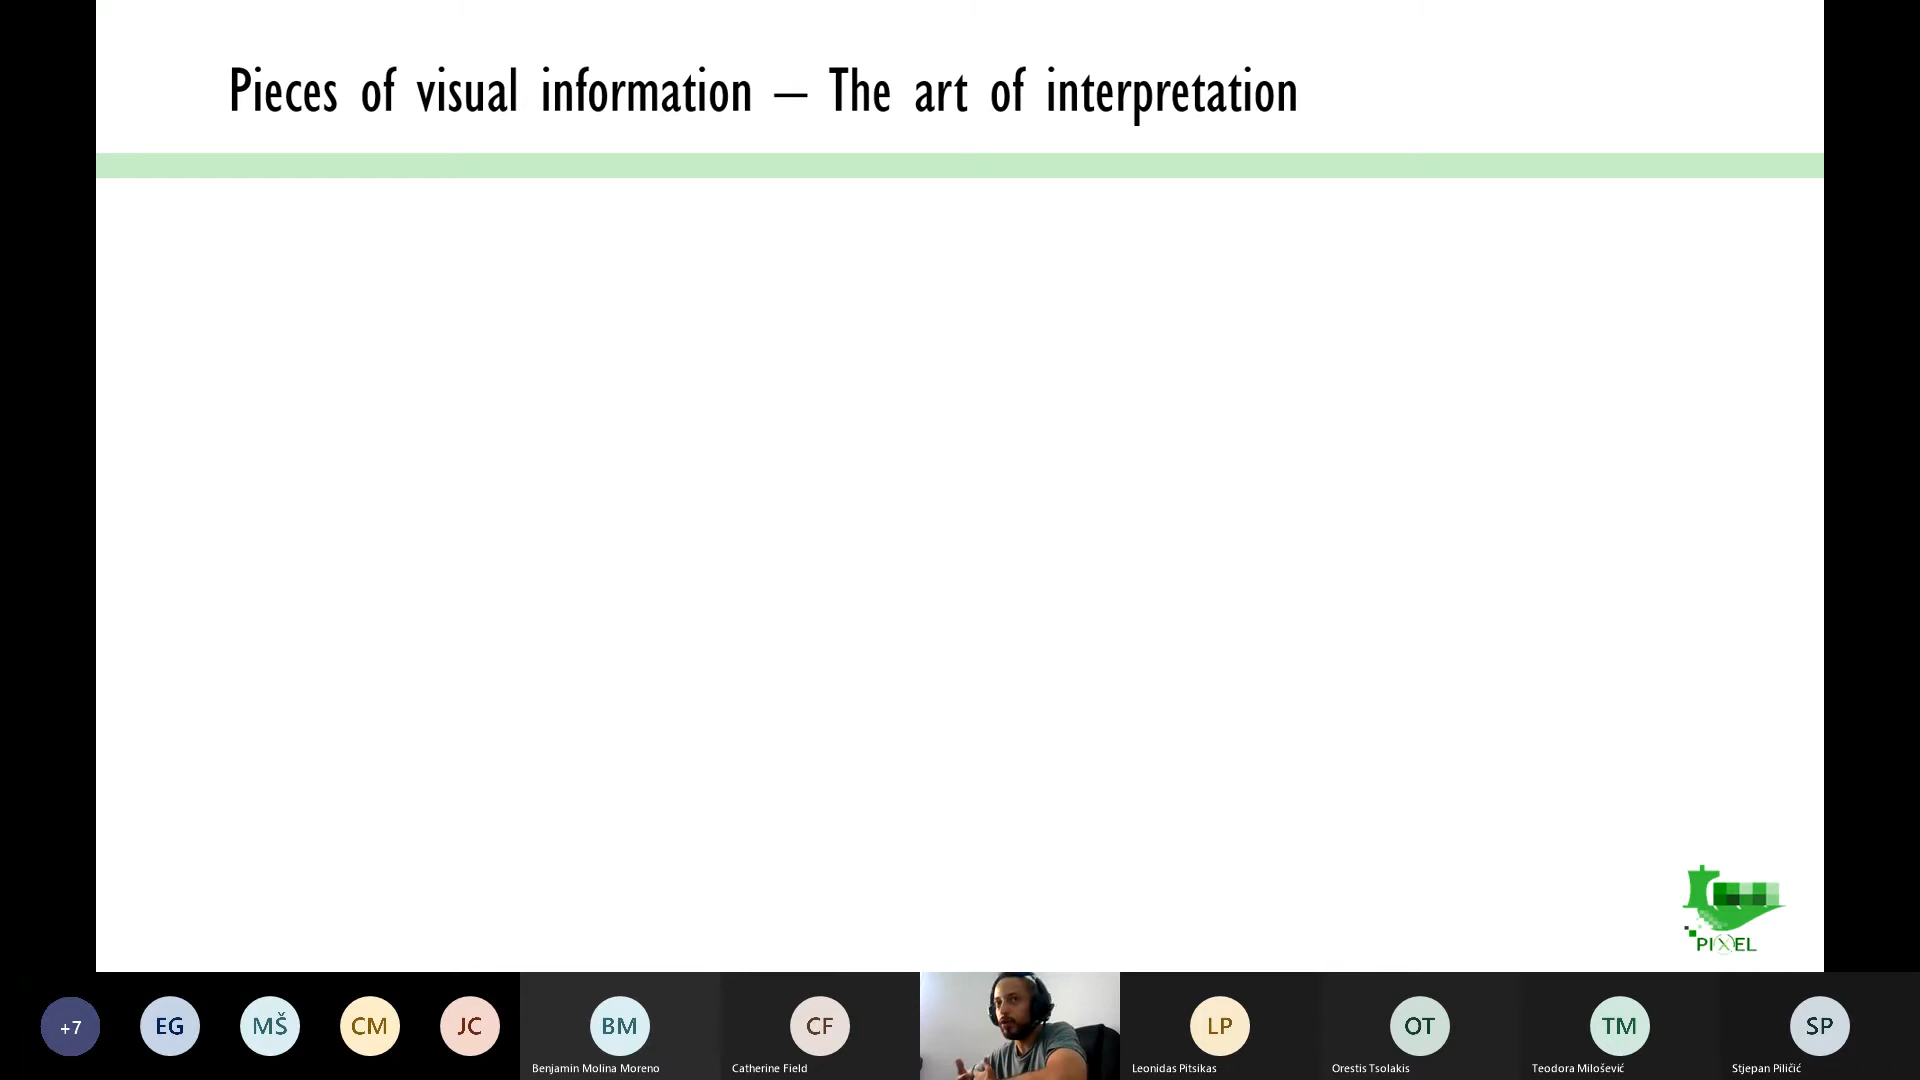 Pieces of visual information – The art of interpretation
PIXEL
+7
EG
MŠ
CM
JC
BM
CF
LP
OT
TM
SP
Benjamin Molina Moreno
Catherine Field
Leonidas Pitsikas
Orestis Tsolakis
Teodora Milošević
Stjepan Piličić